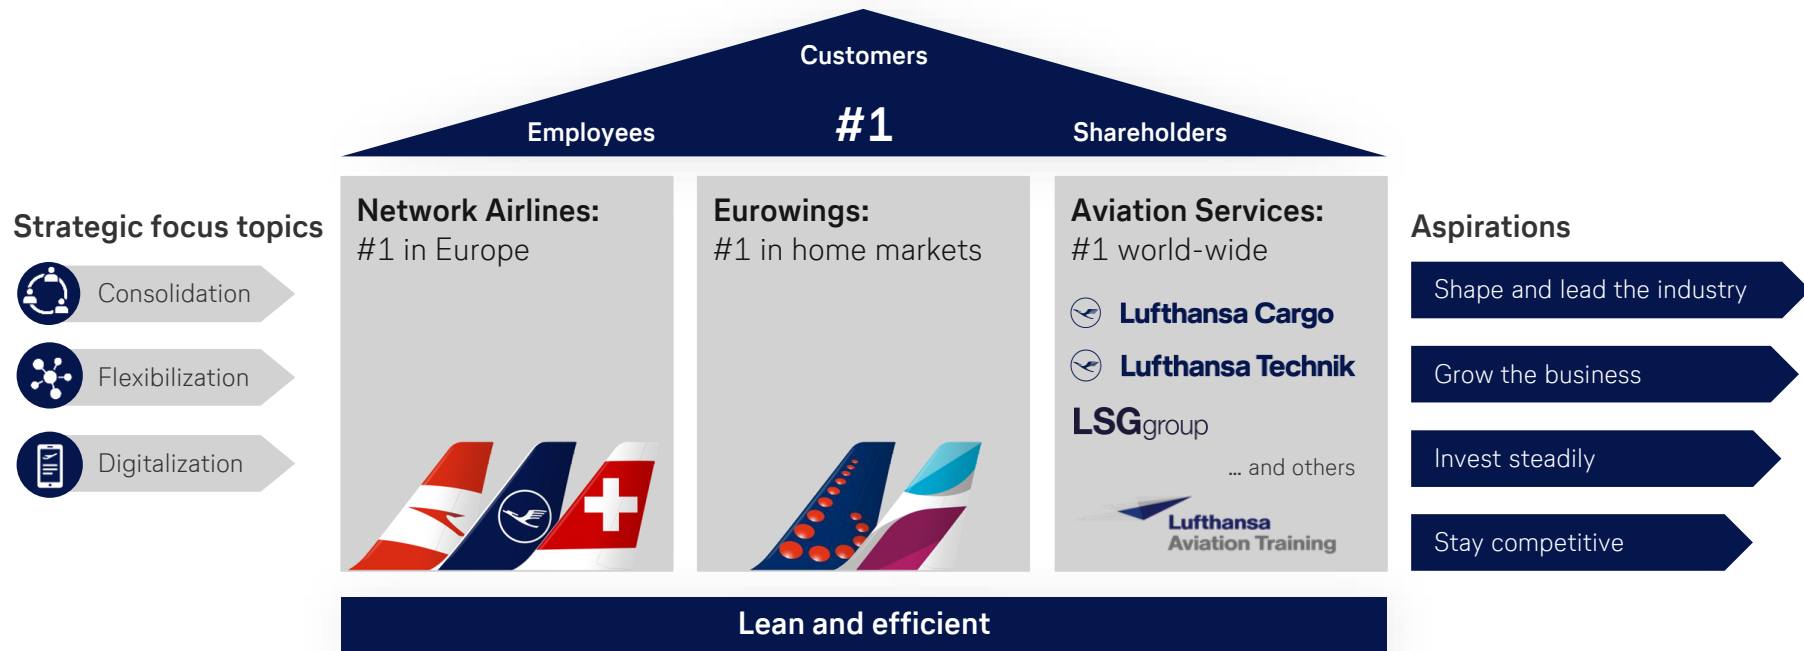 Customers
#1
Employees
Shareholders
Strategic focus topics
Consolidation
Flexibilization
Digitalization
Network Airlines:
#1 in Europe
Eurowings:
#1 in home markets
Aviation Services:
#1 world-wide
Lufthansa Cargo
Lufthansa Technik
LSGgroup
... and others
Lufthansa
Aviation Training
Aspirations
Shape and lead the industry
Grow the business
Invest steadily
Stay competitive
Lean and efficient